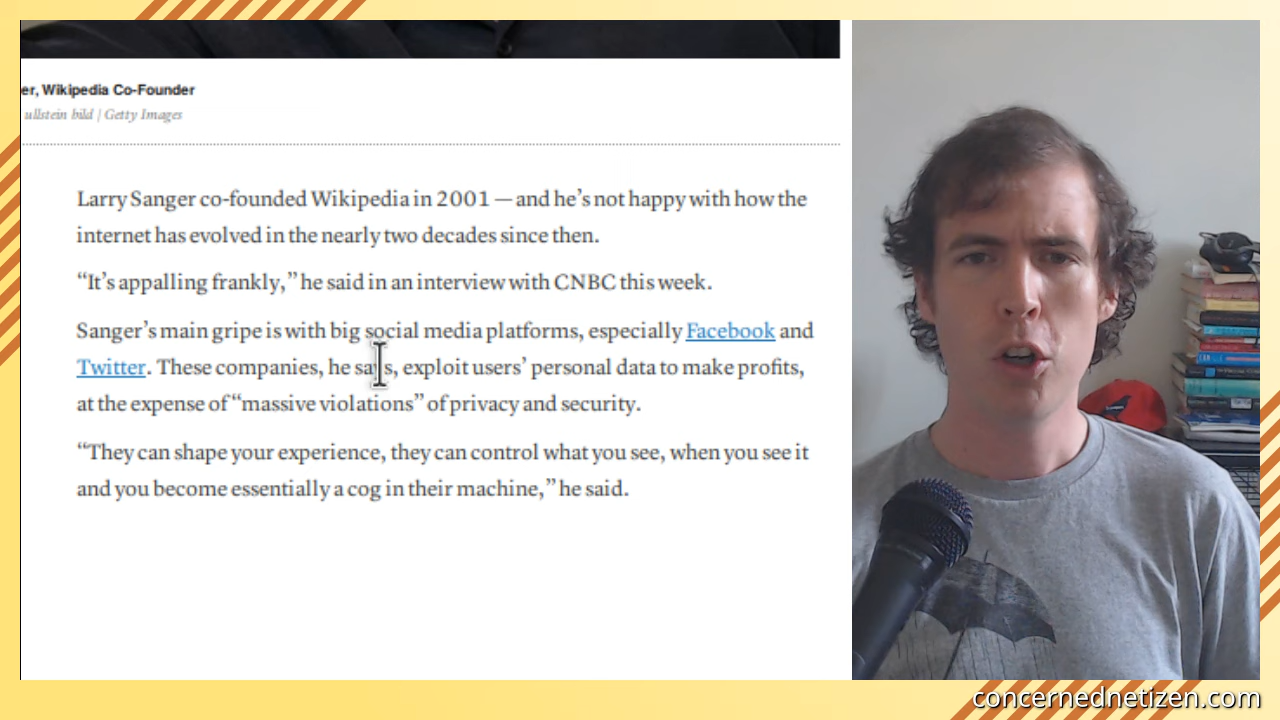 er, Wikipedia Co-Founder
ullstein bild | Getty Images
Larry Sanger co-founded Wikipedia in 2001 — and he’s not happy with how the
internet has evolved in the nearly two decades since then.
“It’s appalling frankly,” he said in an interview with CNBC this week.
Sanger’s main gripe is with big social media platforms, especially Facebook and
Twitter. These companies, he says, exploit users’ personal data to make profits,
at the expense of “massive violations” of privacy and security.
“They can shape your experience, they can control what you see, when you see it
and you become essentially a cog in their machine,” he said.
concernednetizen.com